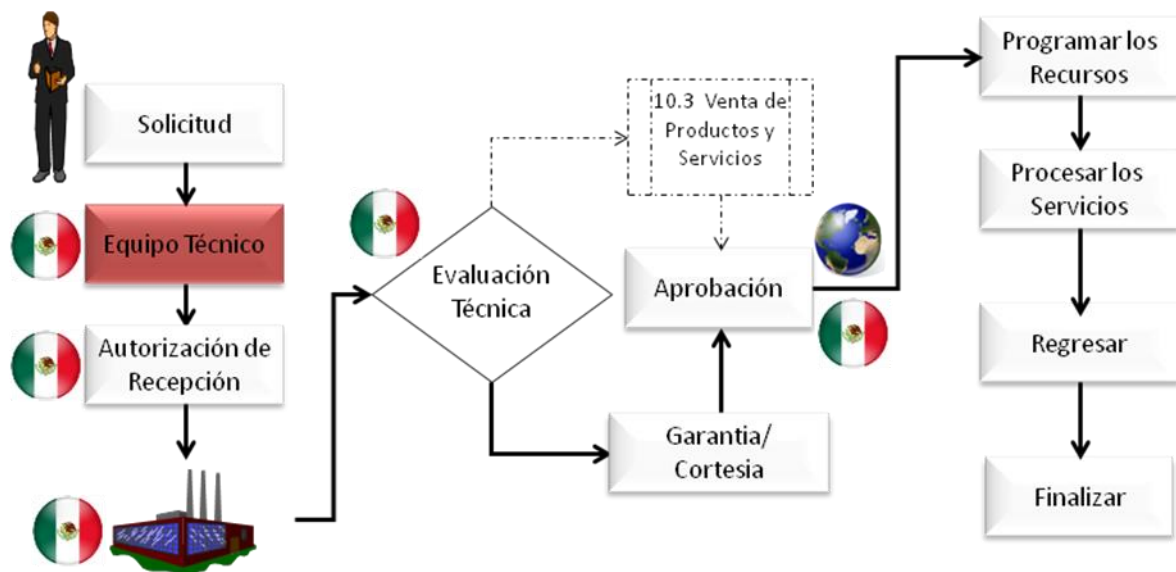 Solicitud
Equipo Técnico
Autorización de
Recepción
Evaluación
Técnica
10.3 Venta de
Productos y
Servicios
Aprobación
Garantia/
Cortesia
Programar los
Recursos
Procesar los
Servicios
Regresar
Finalizar